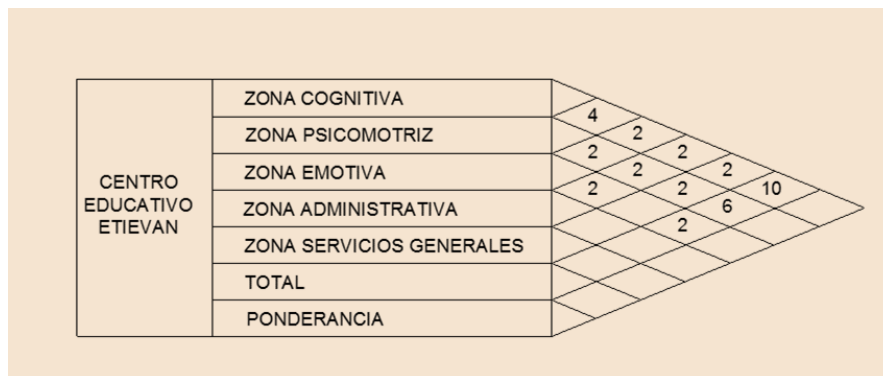 CENTRO
EDUCATIVO
ETIEVAN
ZONA COGNITIVA
ZONA PSICOMOTRIZ
ZONA EMOTIVA
ZONA ADMINISTRATIVA
ZONA SERVICIOS GENERALES
TOTAL
PONDERANCIA
4
2
2 2
2 2
2 2 10
6
2